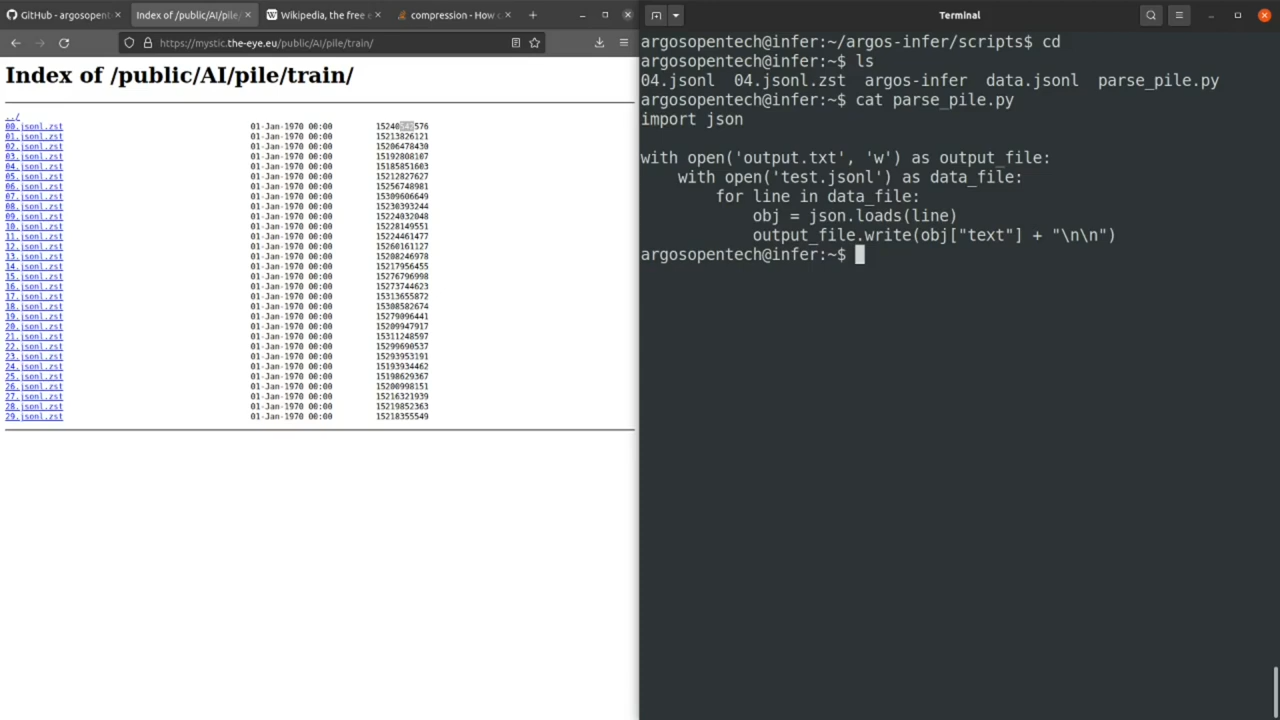 GitHub - argosopent
Index of /public/AI/pile/
Wikipedia, the free e
compression - How c
https://mystic.the-eye.eu/public/AI/pile/train/
Index of /public/AI/pile/train/
../
00.jsonl.zst 01-Jan-1970 00:00 15240
576
01.jsonl.zst 01-Jan-1970 00:00 15213826121
02.jsonl.zst 01-Jan-1970 00:00 15206478430
03.jsonl.zst 01-Jan-1970 00:00 15192808107
04.jsonl.zst 01-Jan-1970 00:00 15185851603
05.jsonl.zst 01-Jan-1970 00:00 15212827627
06.jsonl.zst 01-Jan-1970 00:00 15256748981
07.jsonl.zst 01-Jan-1970 00:00 15309606649
08.jsonl.zst 01-Jan-1970 00:00 15230393244
09.jsonl.zst 01-Jan-1970 00:00 15224032048
10.jsonl.zst 01-Jan-1970 00:00 15228149551
11.jsonl.zst 01-Jan-1970 00:00 15224461477
12.jsonl.zst 01-Jan-1970 00:00 15260161127
13.jsonl.zst 01-Jan-1970 00:00 15208246978
14.jsonl.zst 01-Jan-1970 00:00 15217956455
15.jsonl.zst 01-Jan-1970 00:00 15276796998
16.jsonl.zst 01-Jan-1970 00:00 15273744623
17.jsonl.zst 01-Jan-1970 00:00 15313655872
18.jsonl.zst 01-Jan-1970 00:00 15308582674
19.jsonl.zst 01-Jan-1970 00:00 15279096441
20.jsonl.zst 01-Jan-1970 00:00 15209947917
21.jsonl.zst 01-Jan-1970 00:00 15311248597
22.jsonl.zst 01-Jan-1970 00:00 15299690537
23.jsonl.zst 01-Jan-1970 00:00 15293953191
24.jsonl.zst 01-Jan-1970 00:00 15193934462
25.jsonl.zst 01-Jan-1970 00:00 15198629367
26.jsonl.zst 01-Jan-1970 00:00 15200998151
27.jsonl.zst 01-Jan-1970 00:00 15216321939
28.jsonl.zst 01-Jan-1970 00:00 15219852363
29.jsonl.zst 01-Jan-1970 00:00 15218355549
Terminal
argosopentech@infer:~/argos-infer/scripts$ cd
argosopentech@infer:~$ ls
04.jsonl 04.jsonl.zst argos-infer data.jsonl parse_pile.py
argosopentech@infer:~$ cat parse_pile.py
import json
with open('output.txt', 'w') as output_file:
with open('test.jsonl') as data_file:
for line in data_file:
obj = json.loads(line)
output_file.write(obj["text"] + "\n\n")
argosopentech@infer:~$